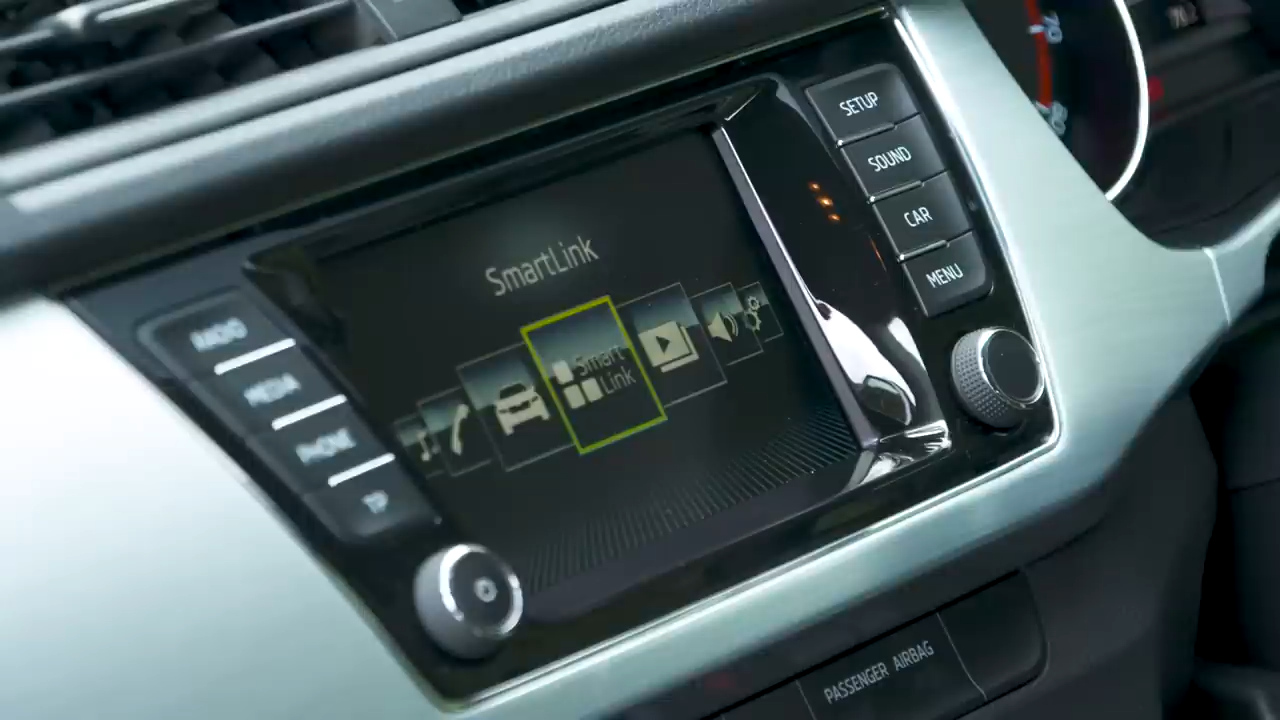 SETUP
SOUND
CAR
MENU
SmartLink
Smart
Link
RADIO
MEDIA
PHONE
TP
PASSENGER AIRBAG